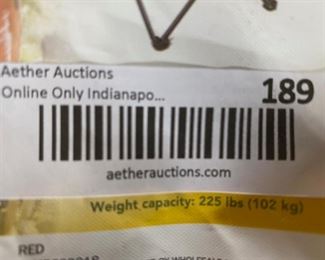 Aether Auctions
Online Only Indianapo... 189
aetherauctions.com
Weight capacity: 225 lbs (102 kg)
RED